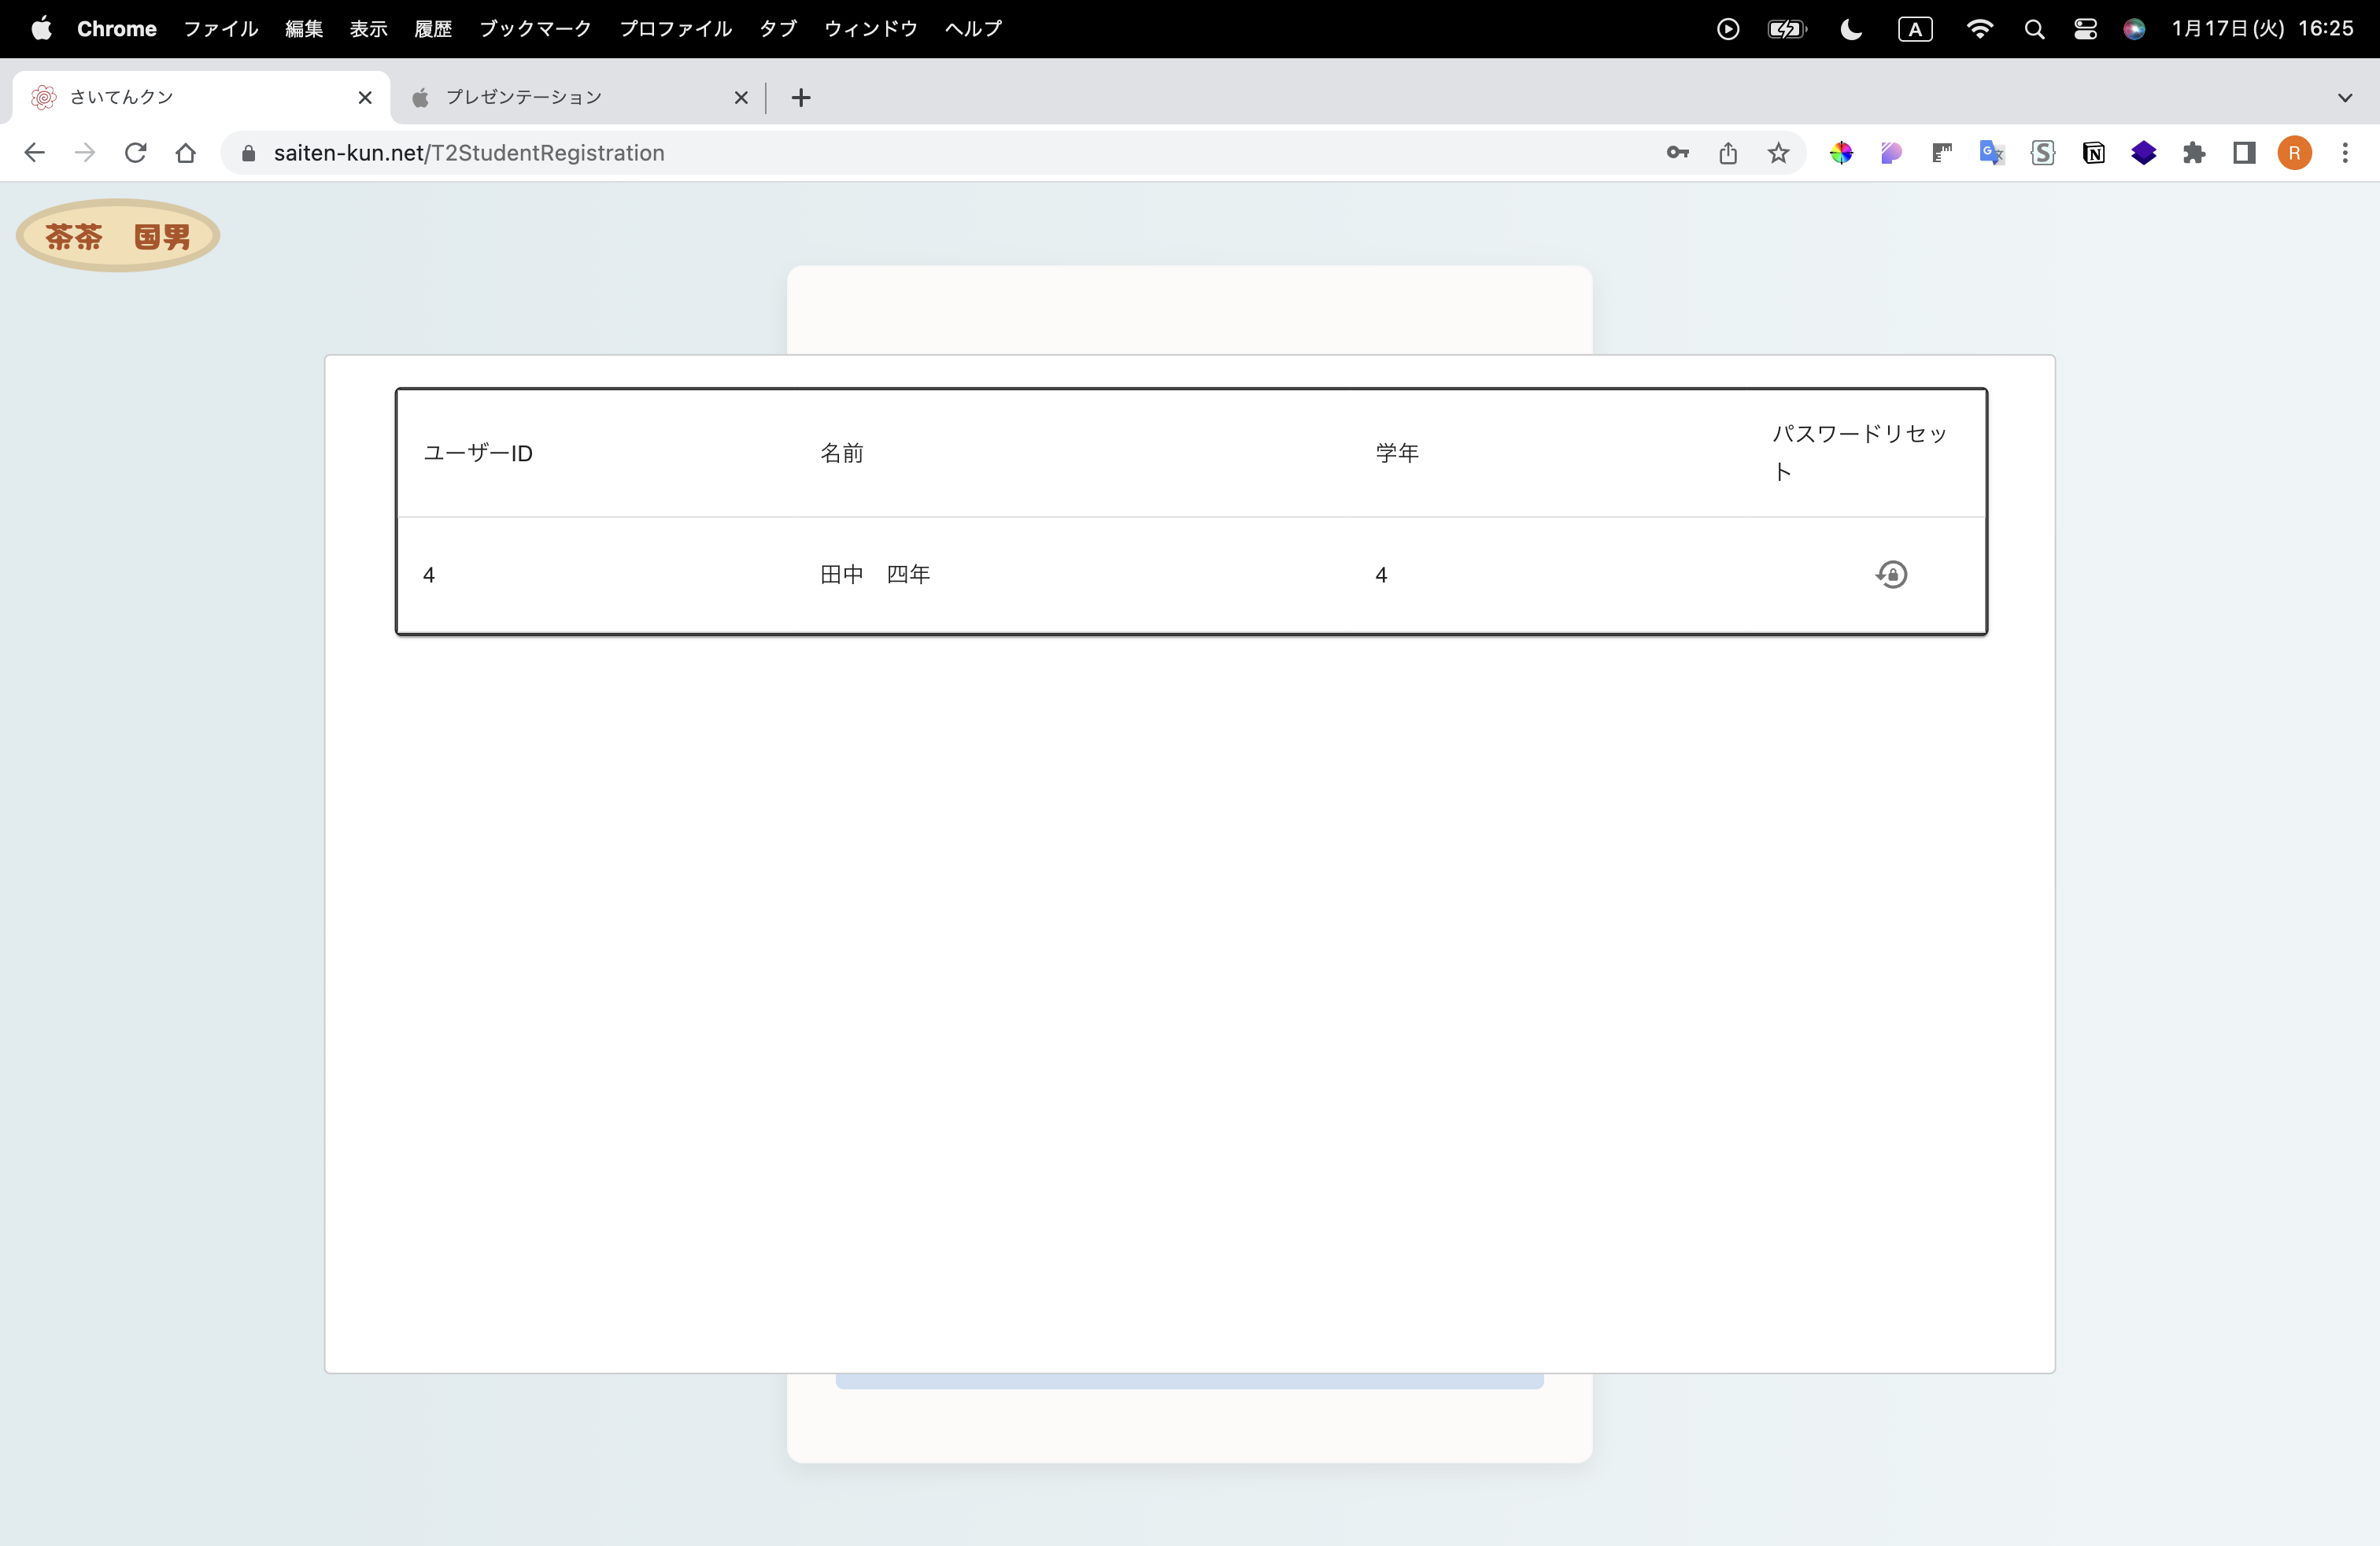 Chrome ファイル 編集 表示 履歴 ブックマーク プロファイル タブ ウィンドウ ヘルプ A 1月17日(火) 16:25
さいてんクン プレゼンテーション
saiten-kun.net/T2StudentRegistration R
茶茶　国男
ユーザーID 名前 学年 パスワードリセッ
ト
4 田中　四年 4